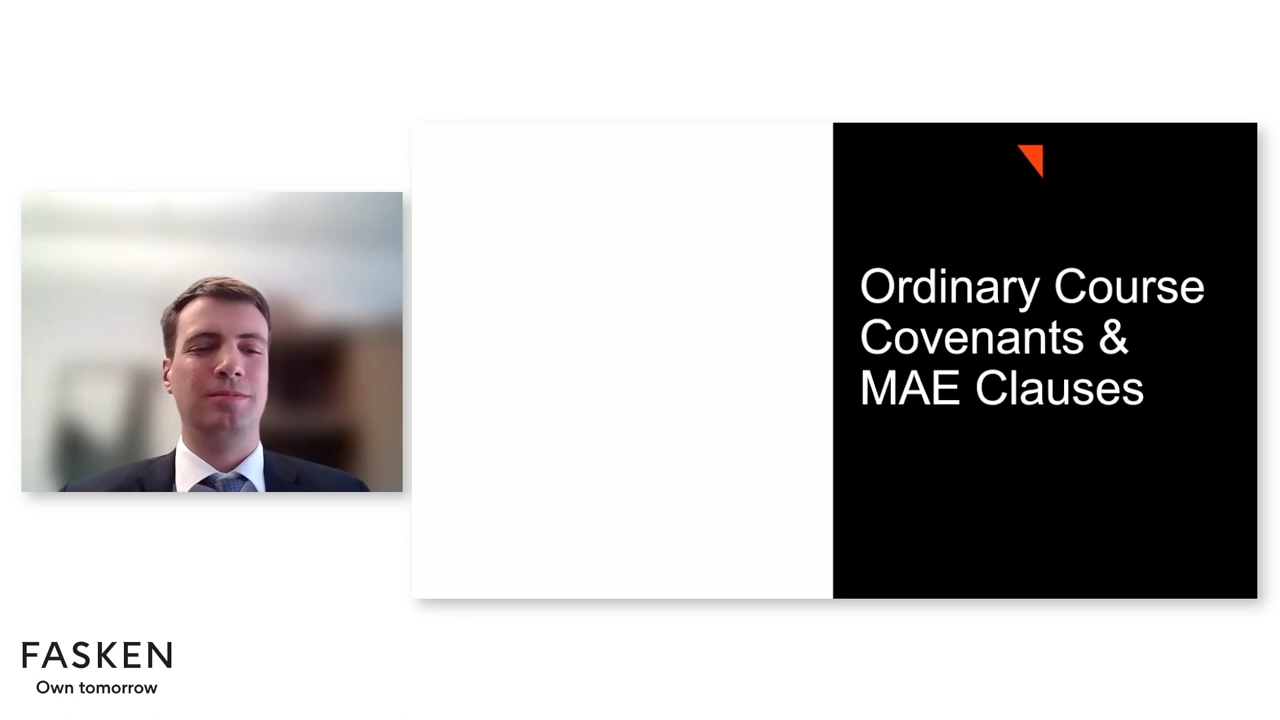 Ordinary Course
Covenants &
MAE Clauses
FASKEN
Own tomorrow